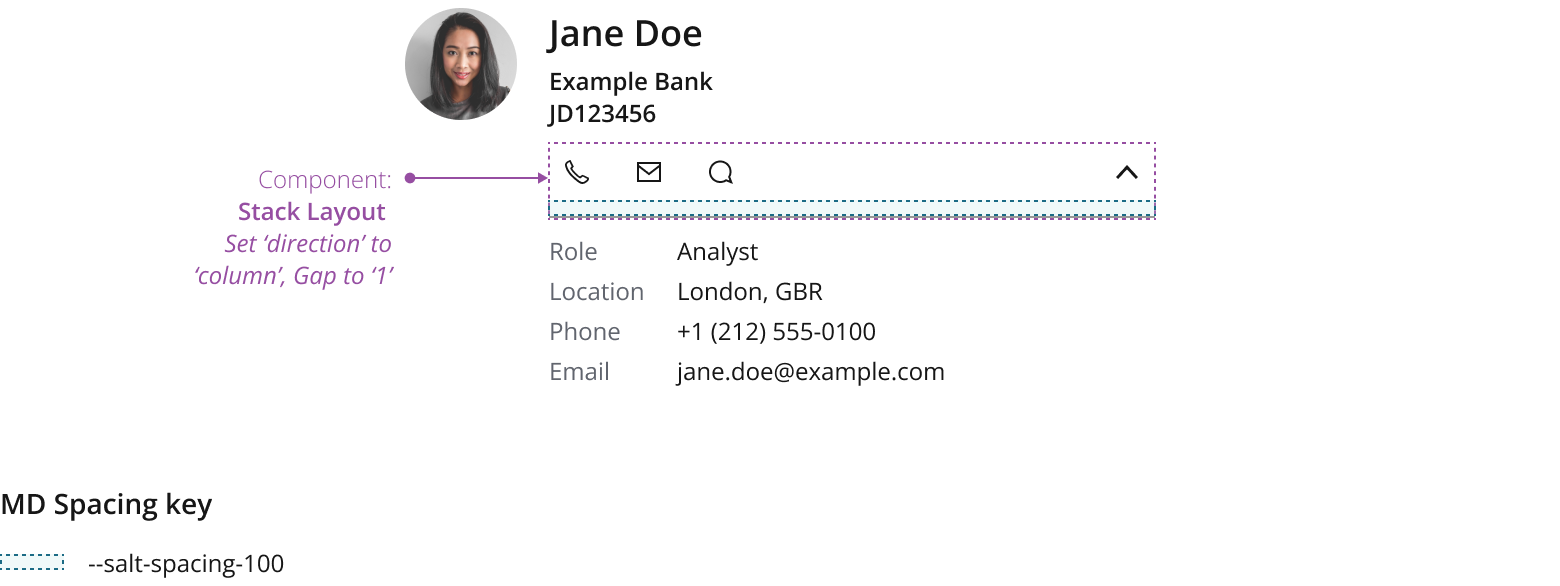 Jane Doe
Example Bank
JD123456
Component:
Stack Layout
Set ‘direction’ to
‘column’, Gap to ‘1’
Role Analyst
Location London, GBR
Phone +1 (212) 555-0100
Email jane.doe@example.com
MD Spacing key
--salt-spacing-100